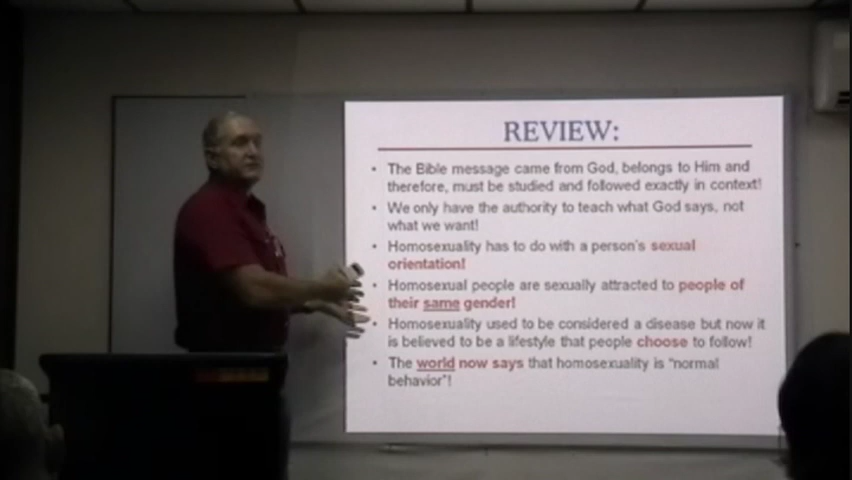 REVIEW:
• The Bible message came from God, belongs to Him and
therefore, must be studied and followed exactly in context!
• We only have the authority to teach what God says, not
what we want!
• Homosexuality has to do with a person's sexual
orientation!
• Homosexual people are sexually attracted to people of
their same gender!
• Homosexuality used to be considered a disease but now it
is believed to be a lifestyle that people choose to follow!
• The world now says that homosexuality is "normal
behavior"!